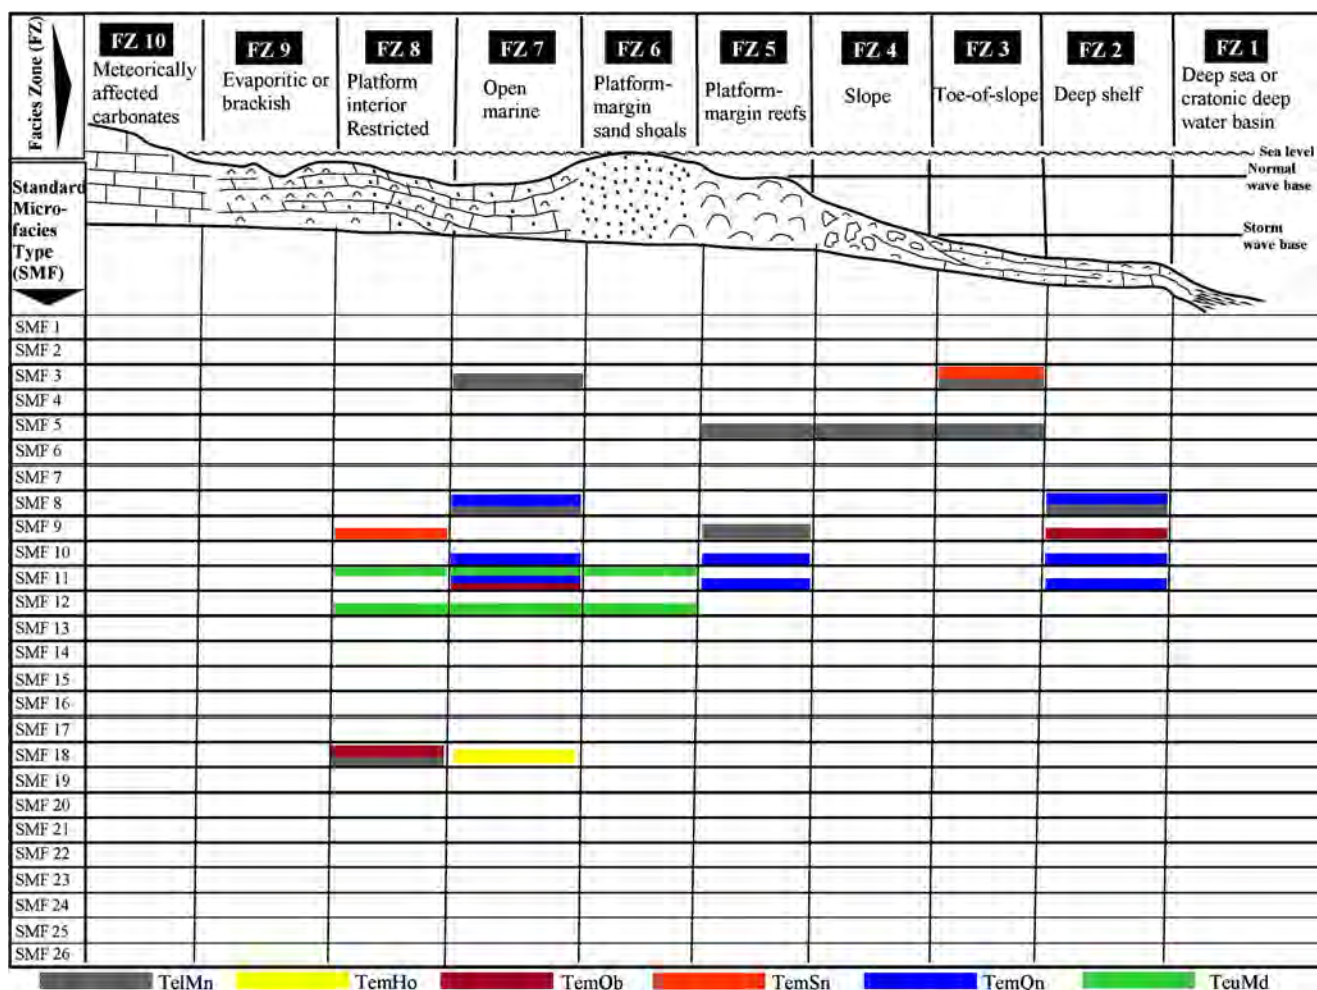 Facies Zone (FZ)
FZ 10
Meteorically
affected
carbonates
FZ 9
Evaporitic or
brackish
FZ 8
Platform
interior
Restricted
FZ 7
Open
marine
FZ 6
Platform-
margin
sand shoals
FZ 5
Platform-
margin reefs
FZ 4
Slope
FZ 3
Toe-of-slope
FZ 2
Deep shelf
FZ 1
Deep sea or
cratonic deep
water basin
Sea level
Normal
wave base
Storm
wave base
Standard
Micro-
facies
Type
(SMF)
SMF 1
SMF 2
SMF 3
SMF 4
SMF 5
SMF 6
SMF 7
SMF 8
SMF 9
SMF 10
SMF 11
SMF 12
SMF 13
SMF 14
SMF 15
SMF 16
SMF 17
SMF 18
SMF 19
SMF 20
SMF 21
SMF 22
SMF 23
SMF 24
SMF 25
SMF 26
TelMn TemHo TemOb TemSn TemQn TeuMd